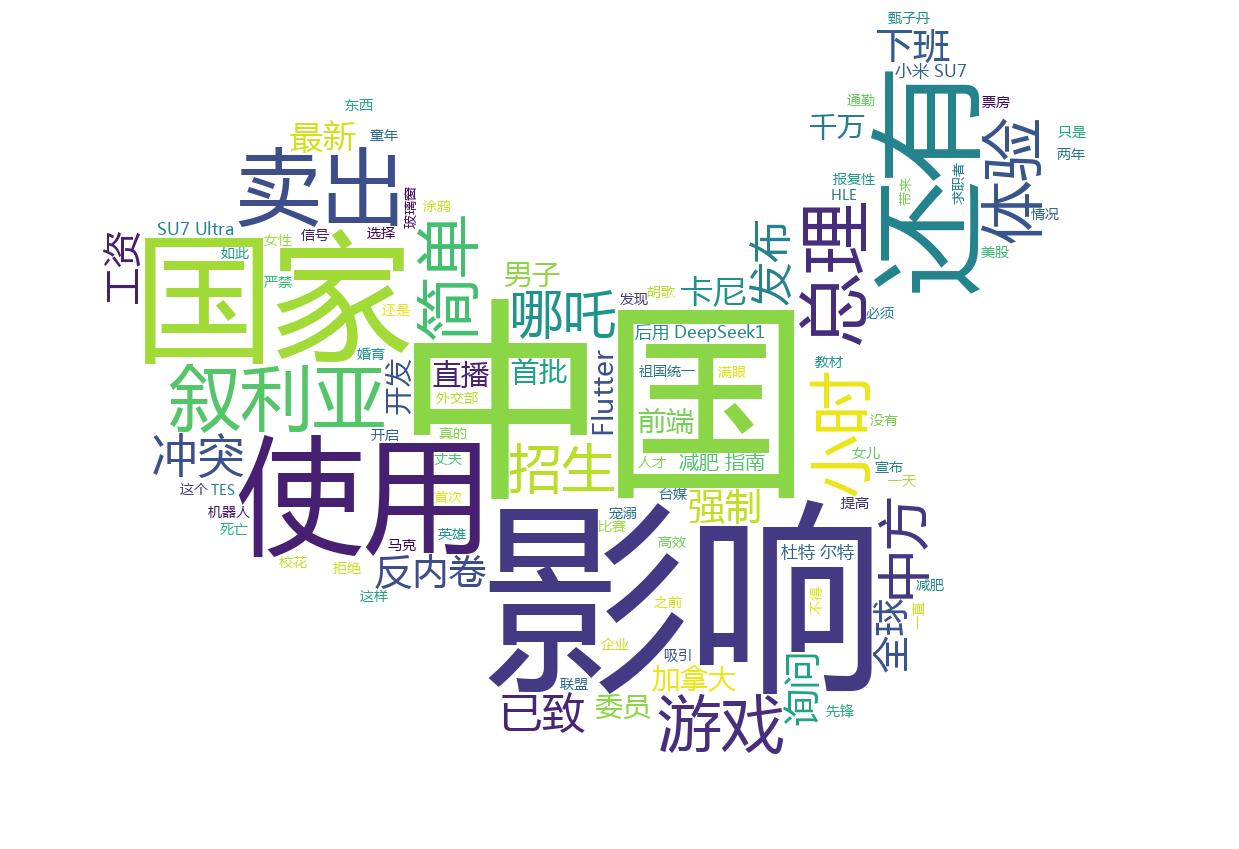 甄子丹
下班
小米 SU7
还有
通勤
票房
东西
千万
体验
只是
最新
童年
两年
卖出
报复性
带来
求职者
HLE
玻璃窗
涂鸦
总理
情况
SU7 Ultra
信号
选择
简单
发布
工资
女性
如此
美股
国家
严禁
男子
卡尼
胡歌
哪吒
发现
还是
必须
中国
后用 DeepSeek1
婚育
叙利亚
开发
直播
首批
Flutter
祖国统一
满眼
教材
外交部
小时
前端
没有
冲突
开启
真的
招生
人才
减肥 指南
女儿
宣布
使用
丈夫
一天
这个
TES
首次
台媒
强制
提高
机器人
宠溺
死亡
英雄
比赛
中方
影响
马克
高效
杜特 尔特
校花
拒绝
反内卷
减肥
这样
之前
不得
一直
全球
企业
吸引
询问
联盟
加拿大
已致
委员
游戏
先锋